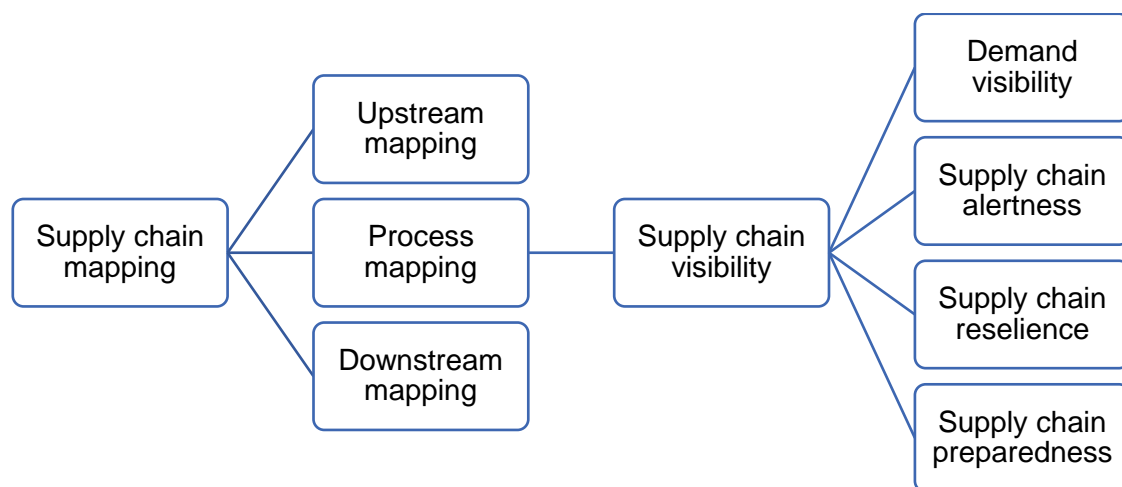 Supply chain
mapping
Upstream
mapping
Process
mapping
Downstream
mapping
Supply chain
visibility
Demand
visibility
Supply chain
alertness
Supply chain
reselience
Supply chain
preparedness